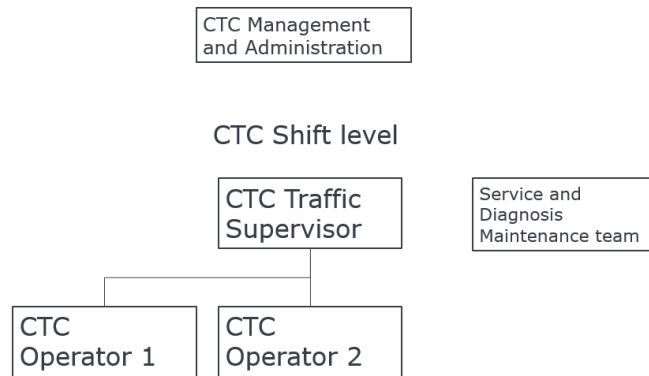 CTC Management
and Administration
CTC Shift level
CTC Traffic
Supervisor
Service and
Diagnosis
Maintenance team
CTC
Operator 1
CTC
Operator 2